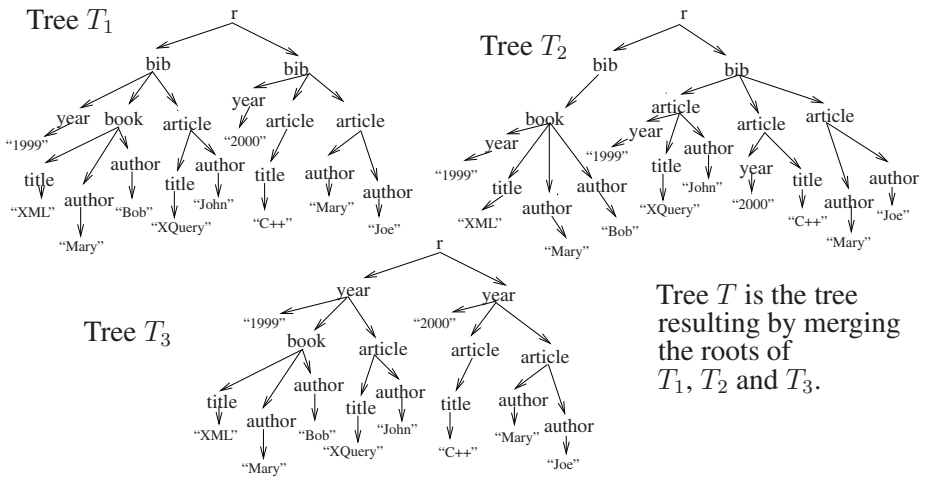 Tree T1
r
bib
bib
year
book
article
year
article
article
"1999"
"2000"
title
author
author
title
author
title
author
author
"XML"
"Mary"
"Bob"
"XQuery"
"John"
"C++"
"Mary"
"Joe"
Tree T2
r
bib
bib
book
article
article
article
year
year
author
year
title
author
author
"1999"
title
author
author
"1999"
title
"XML"
"Mary"
"Bob"
"XQuery"
"John"
"2000"
"C++"
"Mary"
"Joe"
Tree T3
r
year
year
"1999"
"2000"
book
article
article
article
title
author
author
title
author
title
author
author
"XML"
"Mary"
"Bob"
"XQuery"
"John"
"C++"
"Mary"
"Joe"
Tree T is the tree
resulting by merging
the roots of
T1, T2 and T3.